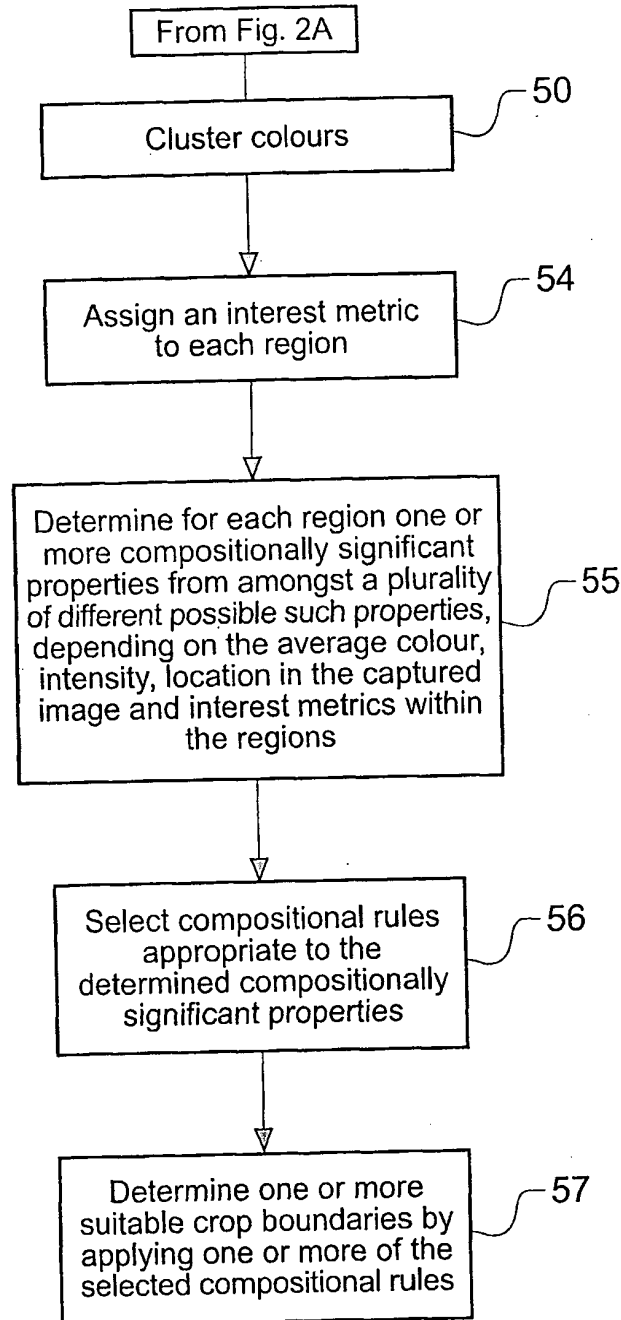 From Fig. 2A
50
Cluster colours
54
Assign an interest metric
to each region
Determine for each region one or
more compositionally significant
properties from amongst a plurality
of different possible such properties,
depending on the average colour,
intensity, location in the captured
image and interest metrics within
the regions
55
Select compositional rules
appropriate to the
determined compositionally
significant properties
56
Determine one or more
suitable crop boundaries by
applying one or more of the
selected compositional rules
57